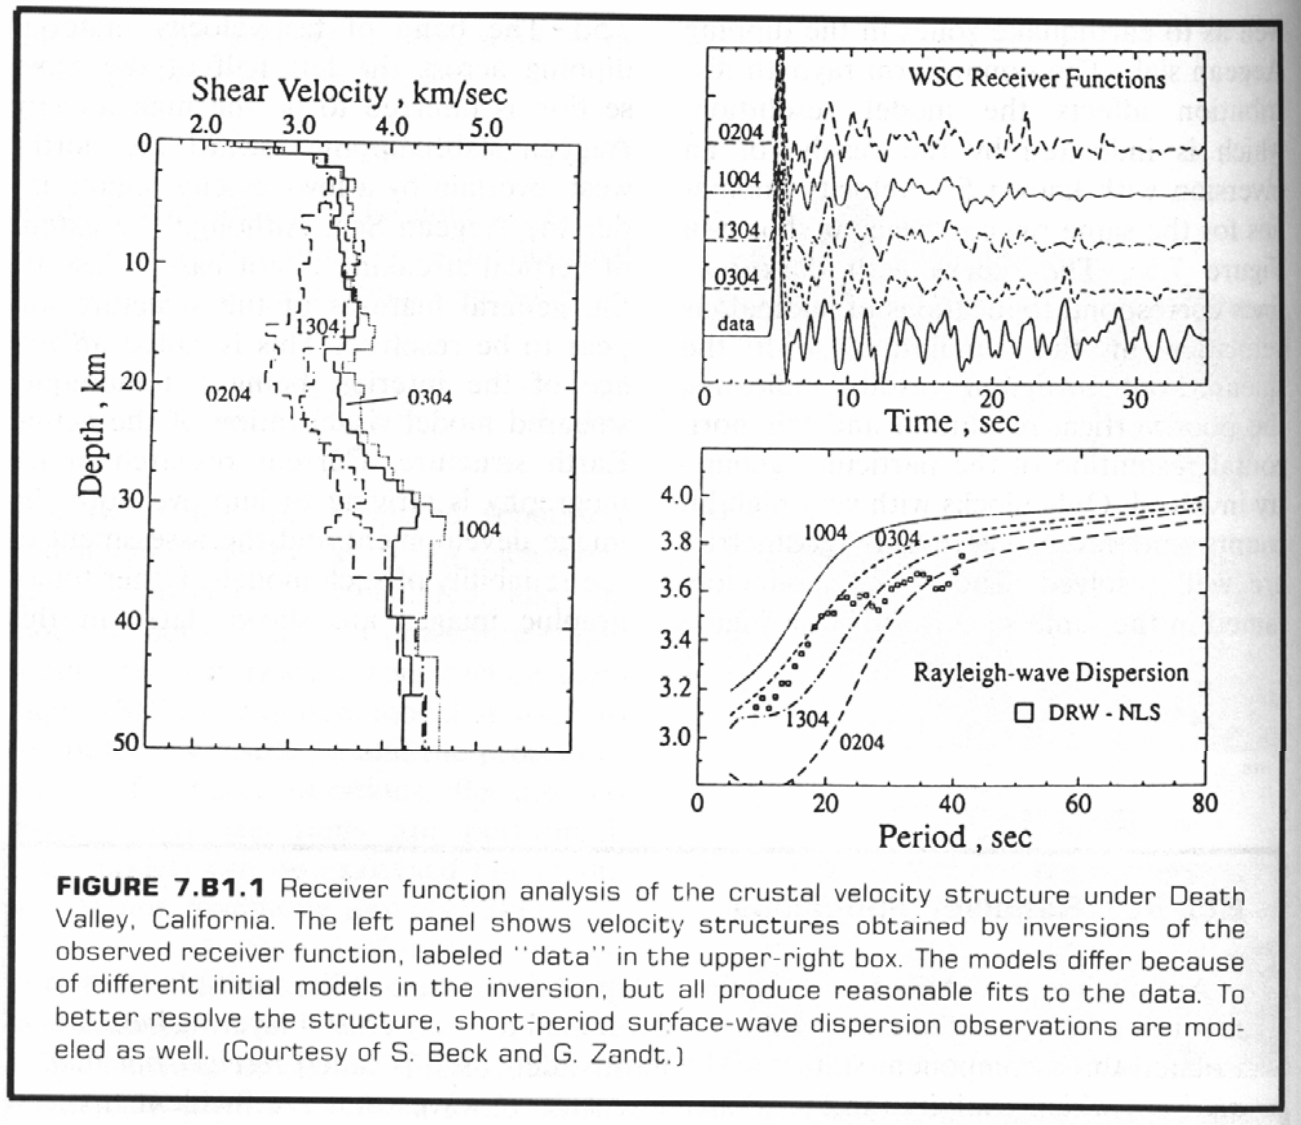 Shear Velocity , km/sec
2.0 3.0 4.0 5.0
0
10
20
30
40
50
Depth , km
1304
0204
0304
1004
WSC Receiver Functions
0204
1004
1304
0304
data
0 10 20 30
Time , sec
4.0
3.8
3.6
3.4
3.2
3.0
1004
0304
1304
0204
Rayleigh-wave Dispersion
DRW - NLS
0 20 40 60 80
Period , sec
FIGURE 7.B1.1 Receiver function analysis of the crustal velocity structure under Death
Valley, California. The left panel shows velocity structures obtained by inversions of the
observed receiver function, labeled "data" in the upper-right box. The models differ because
of different initial models in the inversion, but all produce reasonable fits to the data. To
better resolve the structure, short-period surface-wave dispersion observations are mod-
eled as well. (Courtesy of S. Beck and G. Zandt.)